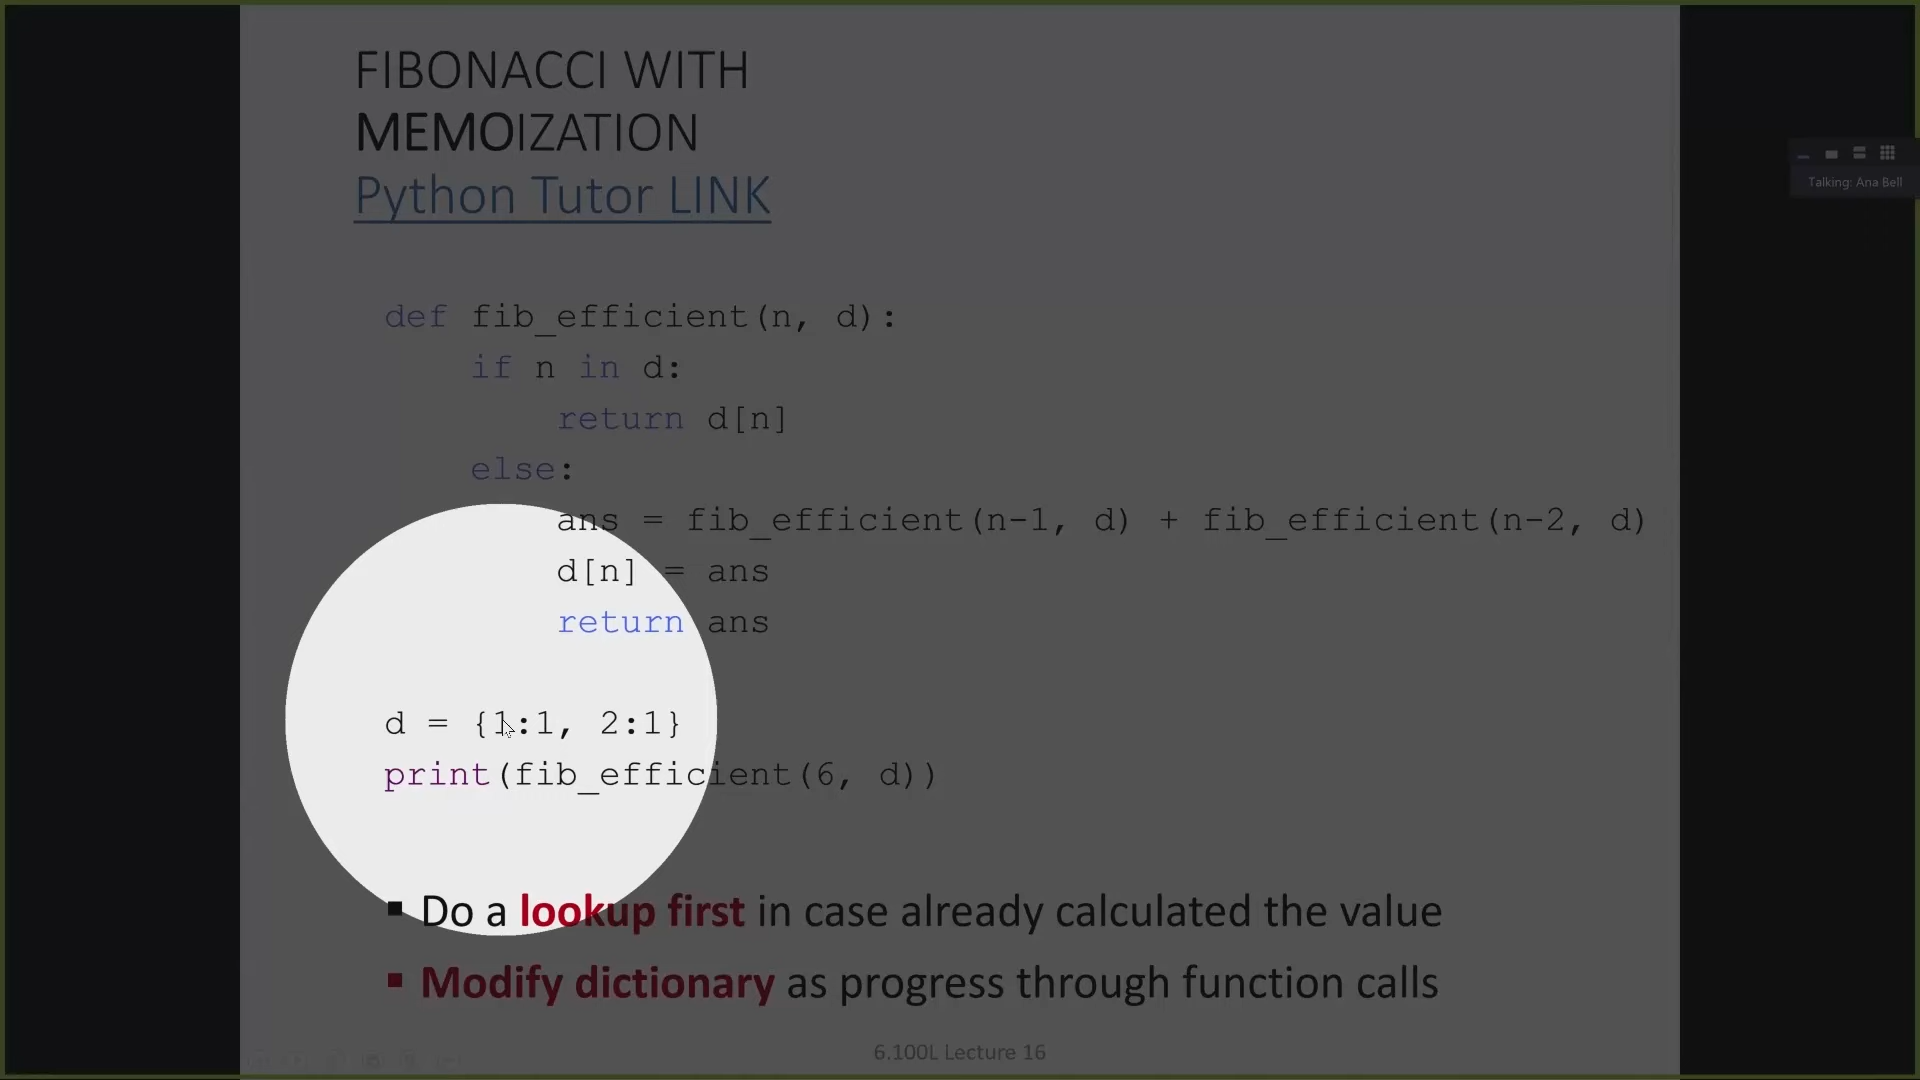 FIBONACCI WITH
MEMOIZATION
Python Tutor LINK
Talking: Ana Bell
def fib_efficient(n, d):
    if n in d:
        return d[n]
    else:
        ans = fib_efficient(n-1, d) + fib_efficient(n-2, d)
        d[n] = ans
        return ans
d = {1:1, 2:1}
print(fib_efficient(6, d))
▪ Do a lookup first in case already calculated the value
▪ Modify dictionary as progress through function calls
6.100L Lecture 16